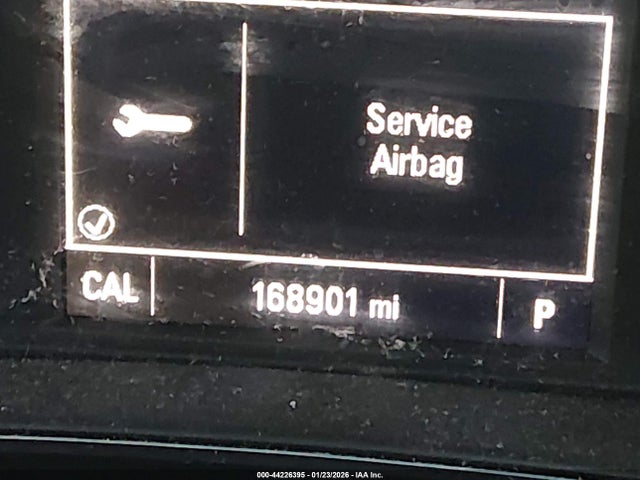 Service
Airbag
CAL 168901 mi P
000-44226395 - 01/23/2026 - IAA Inc.